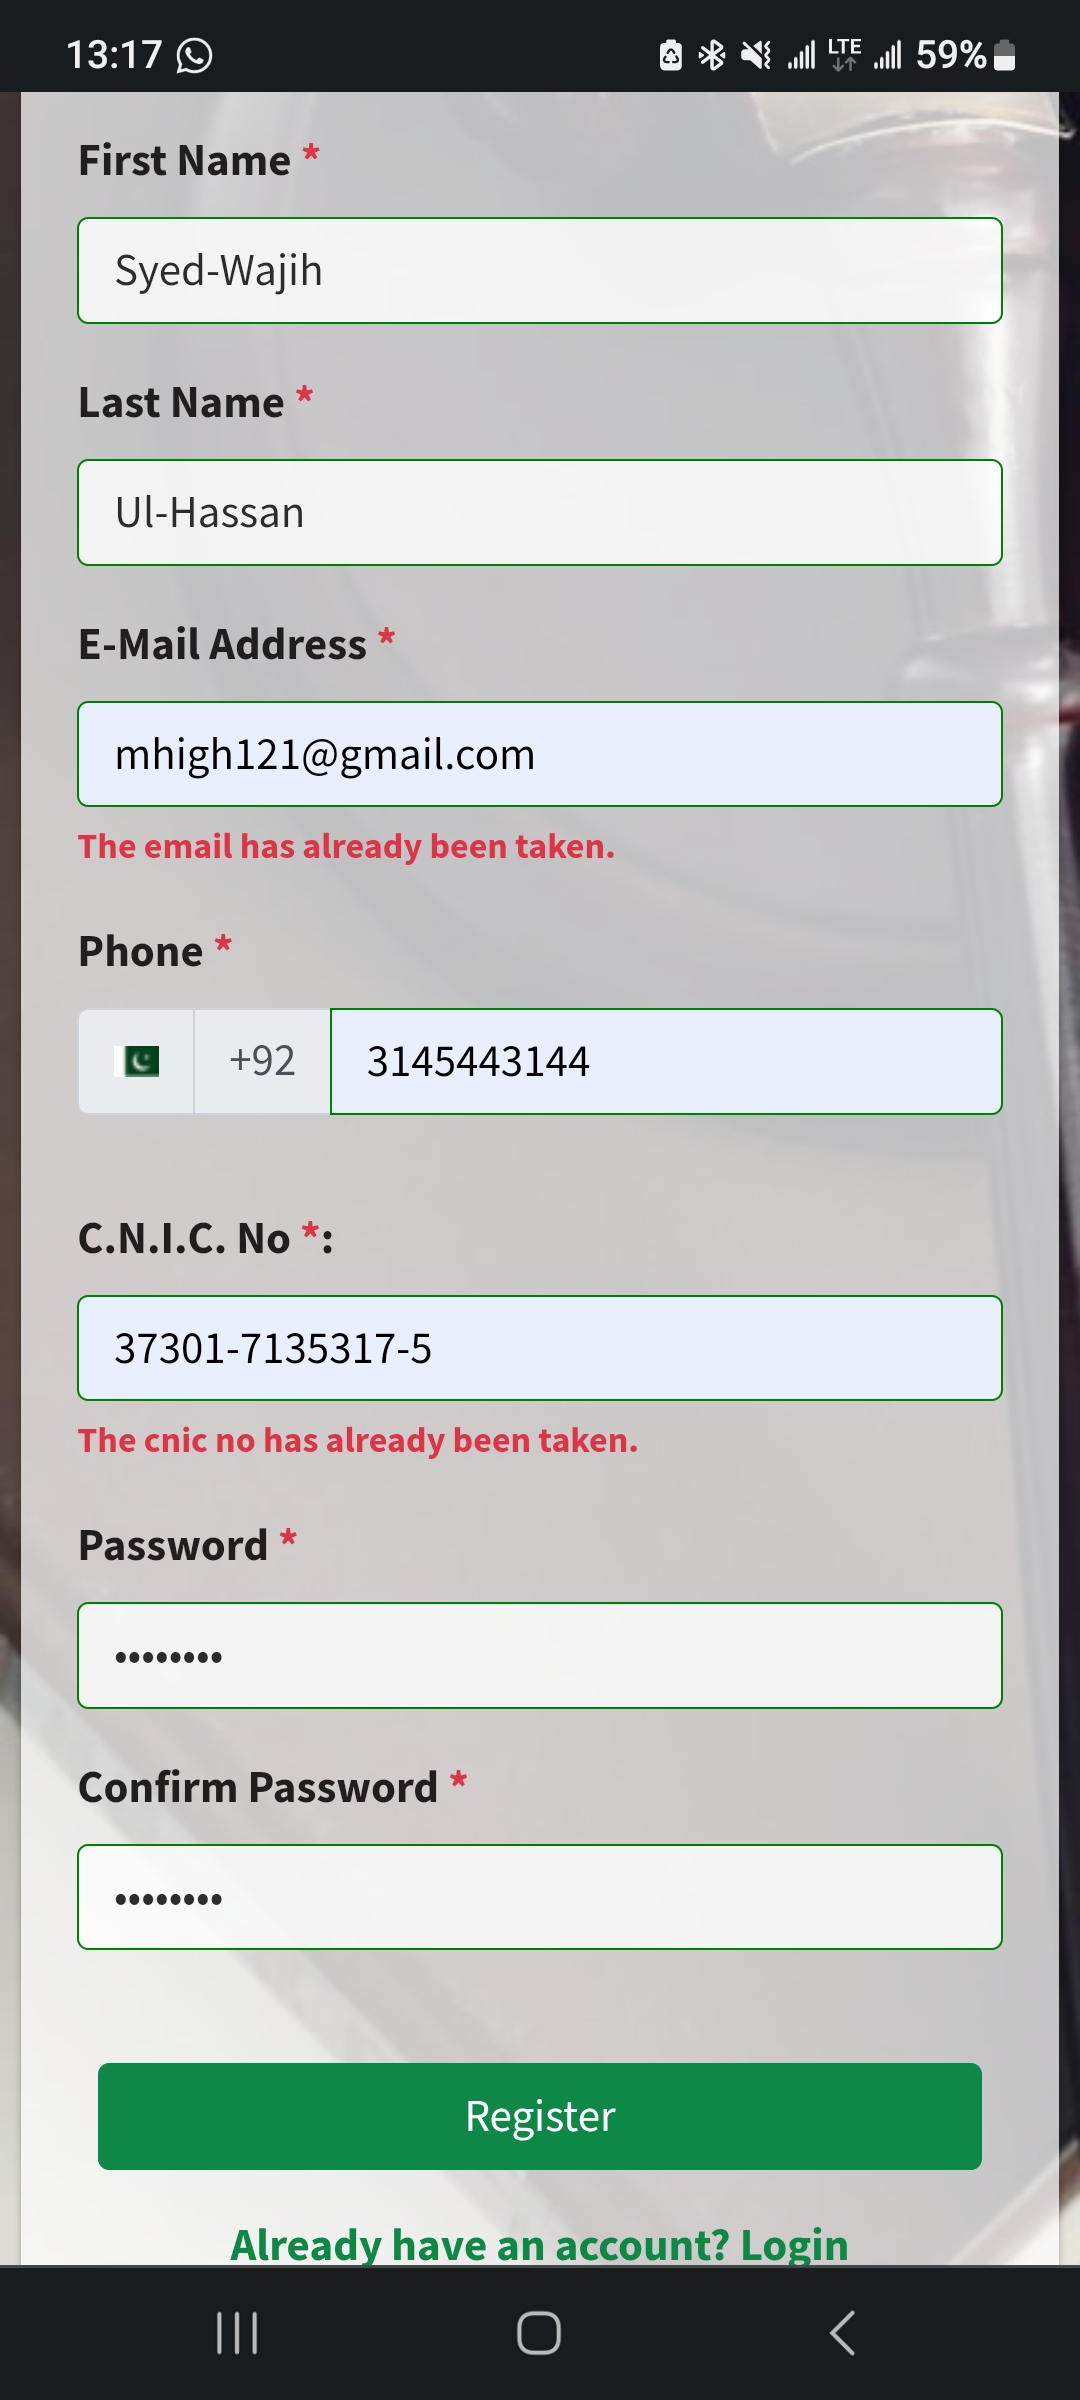 13:17 LTE 59%
First Name *
Syed-Wajih
Last Name *
Ul-Hassan
E-Mail Address *
mhigh121@gmail.com
The email has already been taken.
Phone *
+92 3145443144
C.N.I.C. No *:
37301-7135317-5
The cnic no has already been taken.
Password *
••••••••
Confirm Password *
••••••••
Register
Already have an account? Login